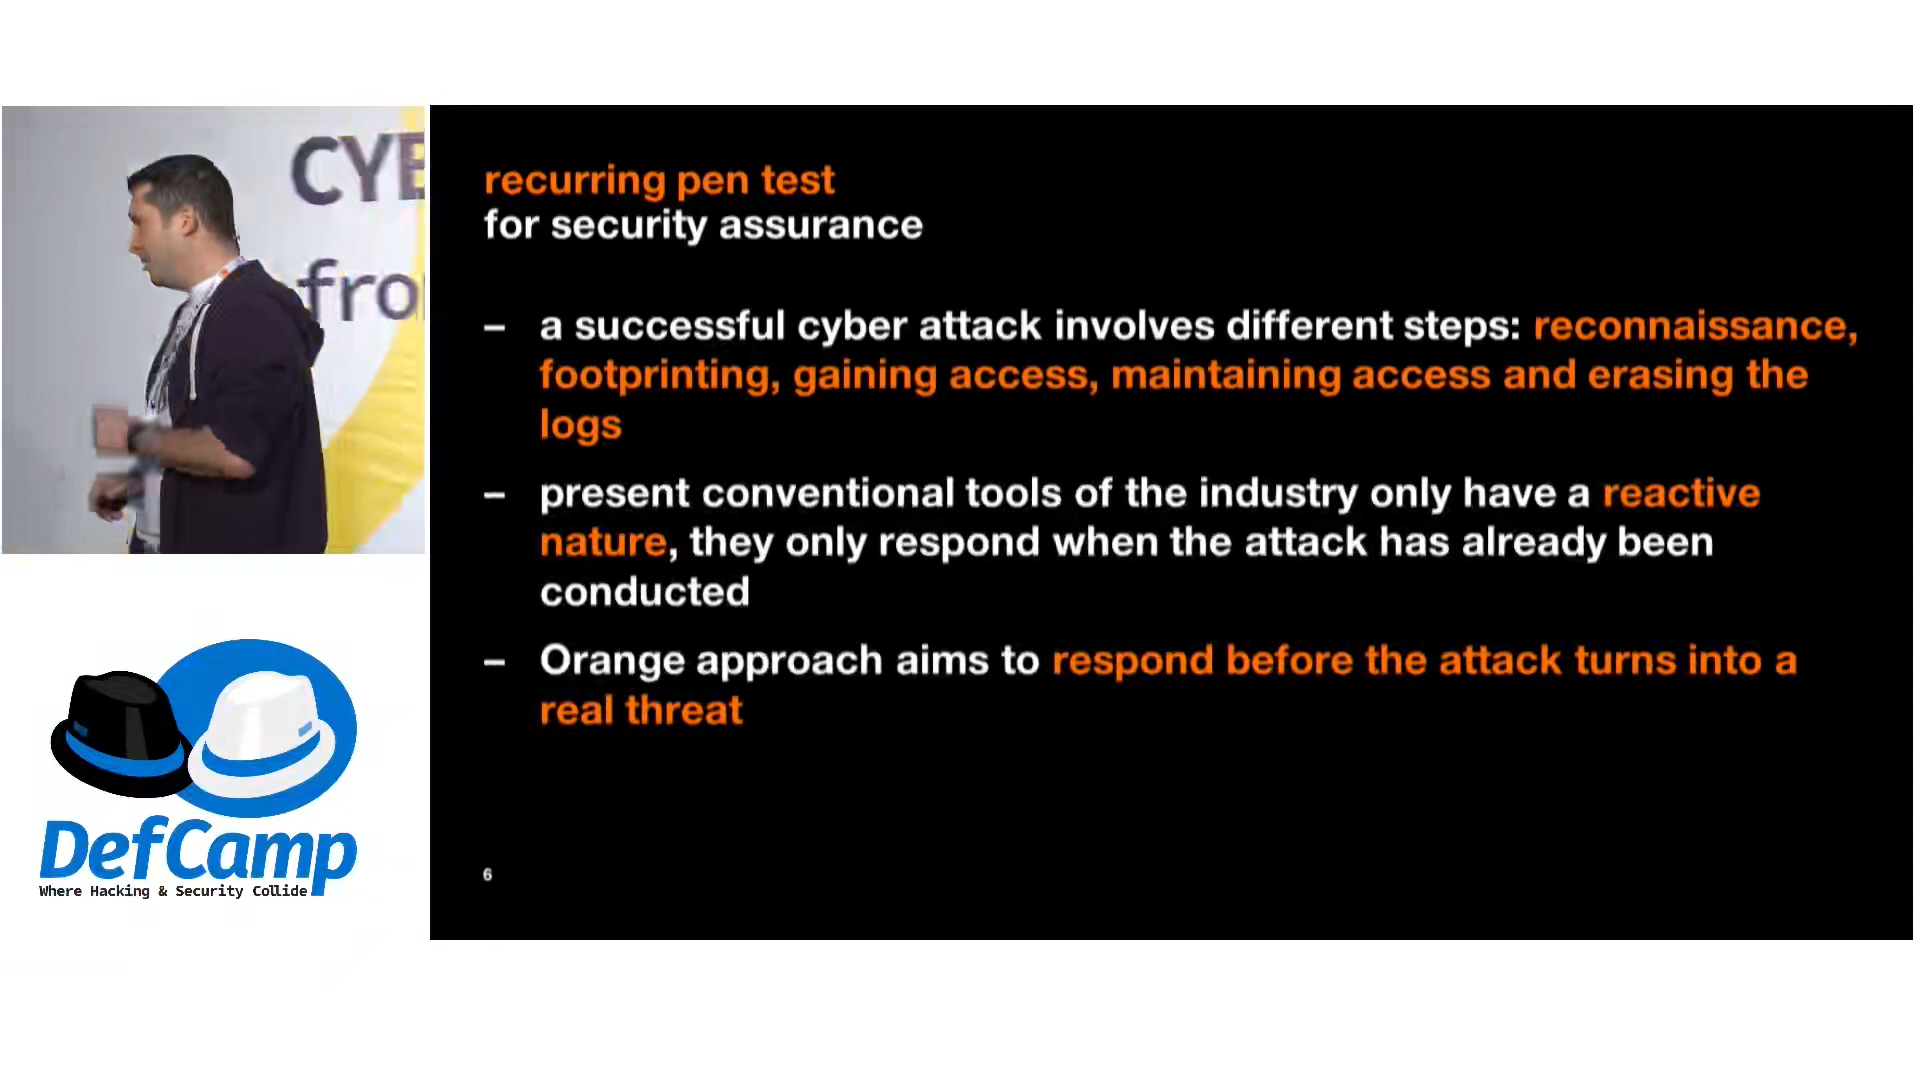 CYB
fro
recurring pen test
for security assurance
– a successful cyber attack involves different steps: reconnaissance,
footprinting, gaining access, maintaining access and erasing the
logs
– present conventional tools of the industry only have a reactive
nature, they only respond when the attack has already been
conducted
– Orange approach aims to respond before the attack turns into a
real threat
6
DefCamp
Where Hacking & Security Collide